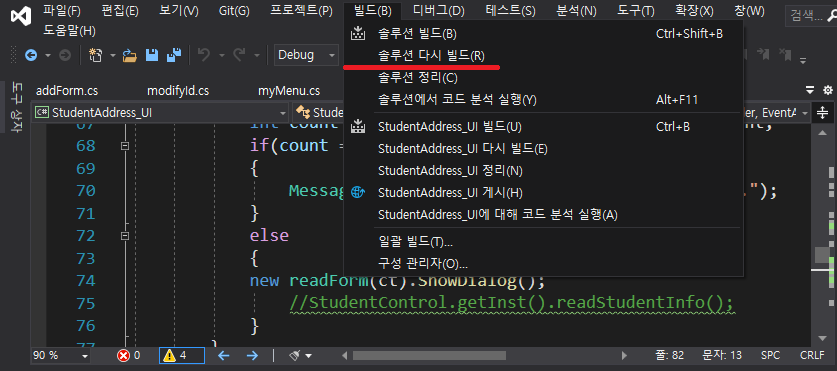 파일(F) 편집(E) 보기(V) Git(G) 프로젝트(P) 빌드(B) 디버그(D) 테스트(S) 분석(N) 도구(T) 확장(X) 창(W) 검색...
도움말(H)
Debug
솔루션 빌드(B) Ctrl+Shift+B
솔루션 다시 빌드(R)
솔루션 정리(C)
솔루션에서 코드 분석 실행(Y) Alt+F11
StudentAddress_UI 빌드(U) Ctrl+B
StudentAddress_UI 다시 빌드(E)
StudentAddress_UI 정리(N)
StudentAddress_UI 게시(H)
StudentAddress_UI에 대해 코드 분석 실행(A)
일괄 빌드(T)...
구성 관리자(O)...
도구 상자
addForm.cs modifyId.cs myMenu.cs
StudentAddress_UI
67 int count
68 if(count =
69 {
70 Messag .");
71 }
72 else
73 {
74 new readForm(ct).ShowDialog();
75 //StudentControl.getInst().readStudentInfo();
76 }
77 }
90 % 0 4 줄: 82 문자: 13 SPC CRLF